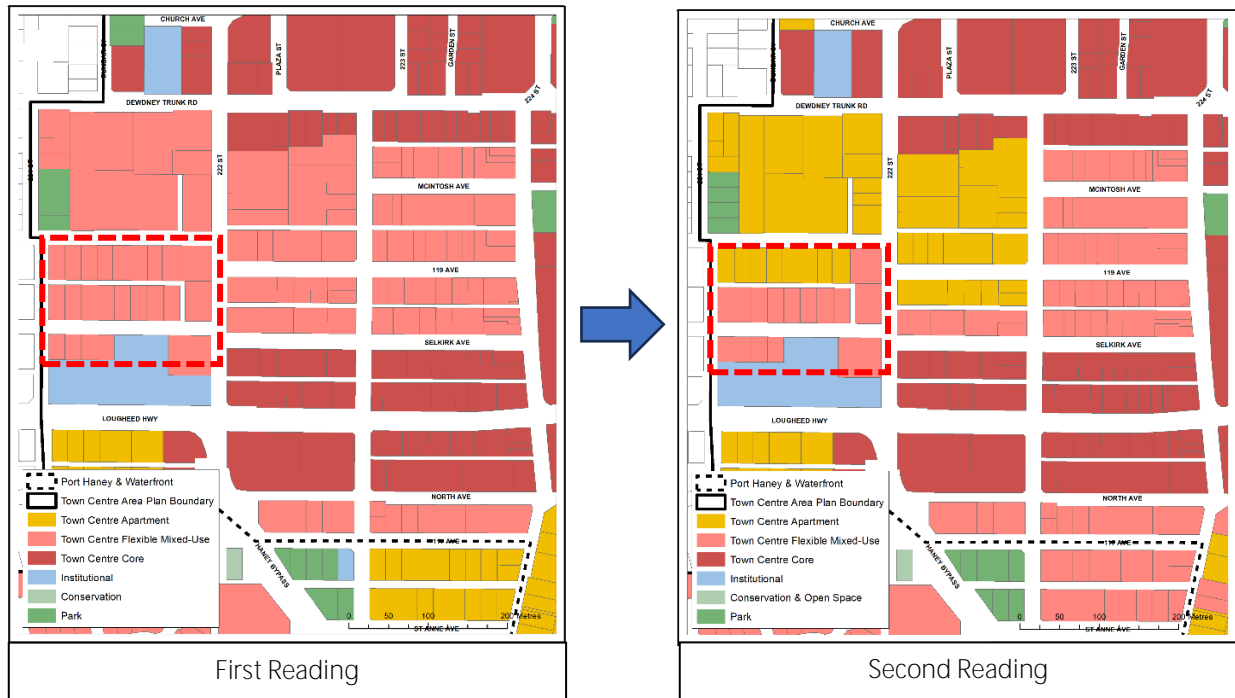 CHURCH AVE
DUNBAR ST
PLAZA ST
223 ST
GARDEN ST
224 ST
DEWDNEY TRUNK RD
222 ST
MCINTOSH AVE
119 AVE
SELKIRK AVE
LOUGHEED HWY
NORTH AVE
HANEY BYPASS
ST ANNE AVE
Port Haney & Waterfront
Town Centre Area Plan Boundary
Town Centre Apartment
Town Centre Flexible Mixed-Use
Town Centre Core
Institutional
Conservation
Park
0 50 100 200 Metres
First Reading
CHURCH AVE
DUNBAR ST
PLAZA ST
223 ST
GARDEN ST
224 ST
DEWDNEY TRUNK RD
222 ST
MCINTOSH AVE
119 AVE
SELKIRK AVE
LOUGHEED HWY
NORTH AVE
HANEY BYPASS
ST ANNE AVE
Port Haney & Waterfront
Town Centre Area Plan Boundary
Town Centre Apartment
Town Centre Flexible Mixed-Use
Town Centre Core
Institutional
Conservation & Open Space
Park
0 50 100 200 Metres
Second Reading